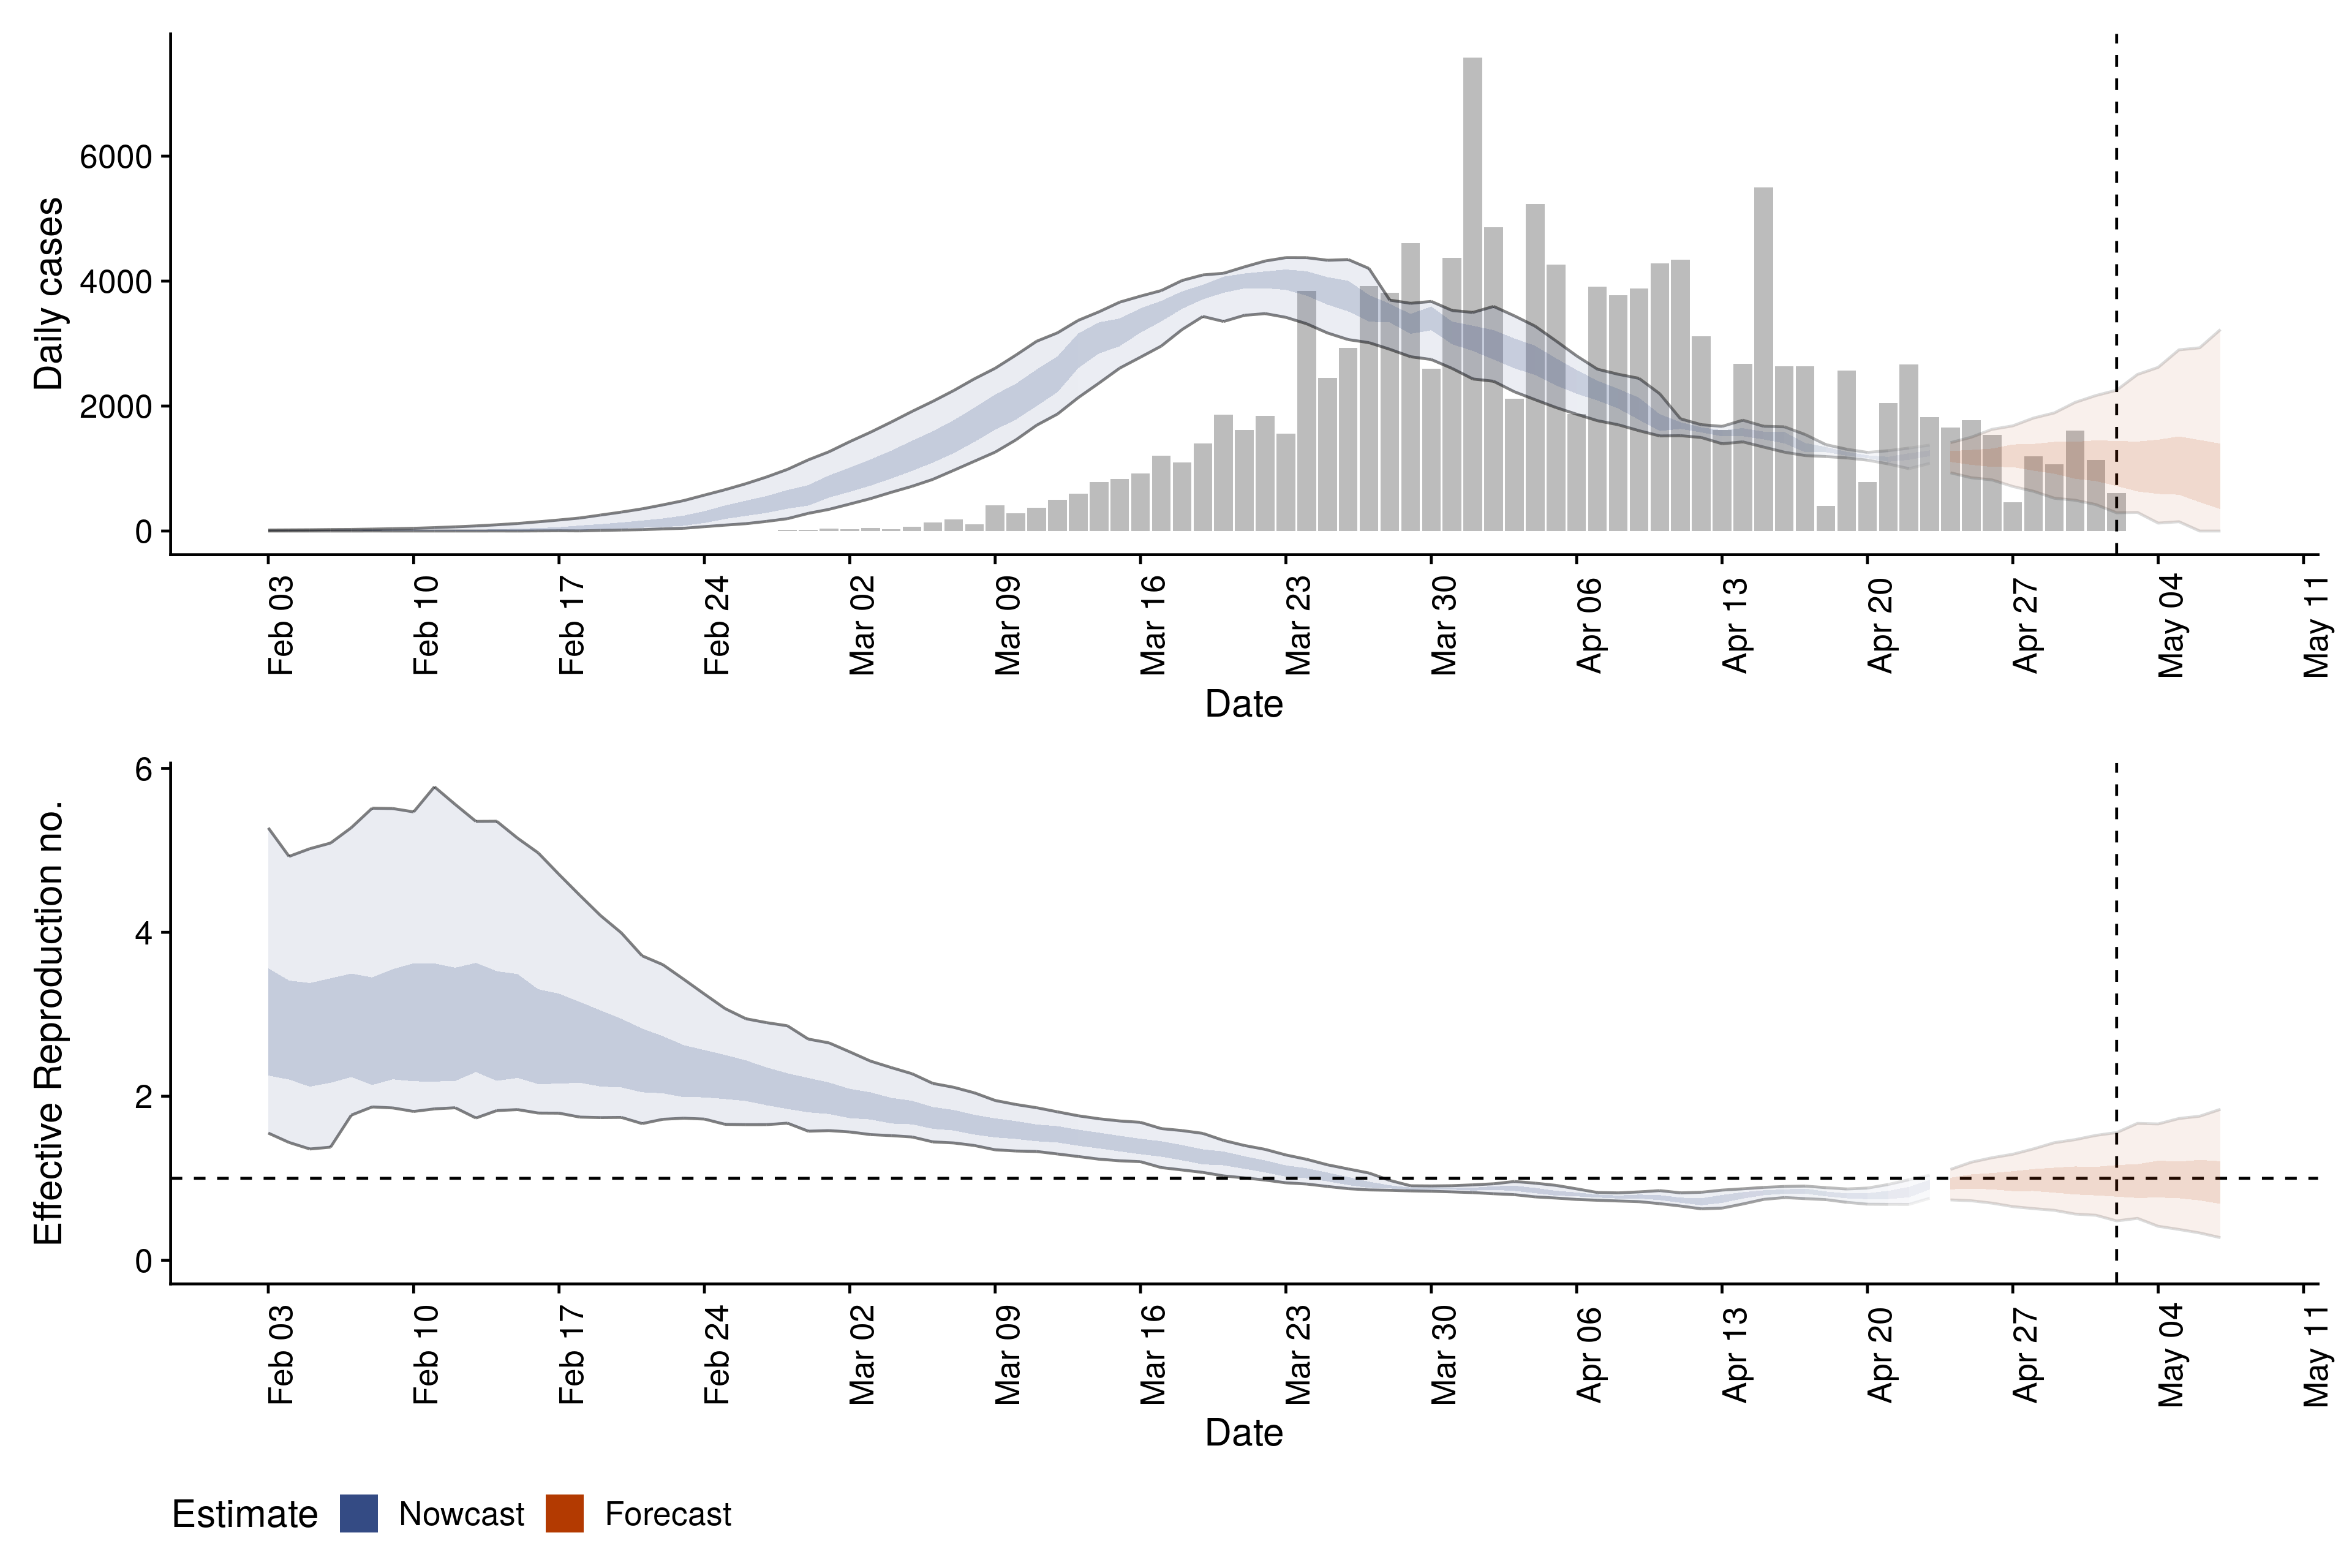 Daily cases
6000
4000
2000
0
Feb 03
Feb 10
Feb 17
Feb 24
Mar 02
Mar 09
Mar 16
Mar 23
Mar 30
Apr 06
Apr 13
Apr 20
Apr 27
May 04
May 11
Date
Effective Reproduction no.
6
4
2
0
Feb 03
Feb 10
Feb 17
Feb 24
Mar 02
Mar 09
Mar 16
Mar 23
Mar 30
Apr 06
Apr 13
Apr 20
Apr 27
May 04
May 11
Date
Estimate Nowcast Forecast